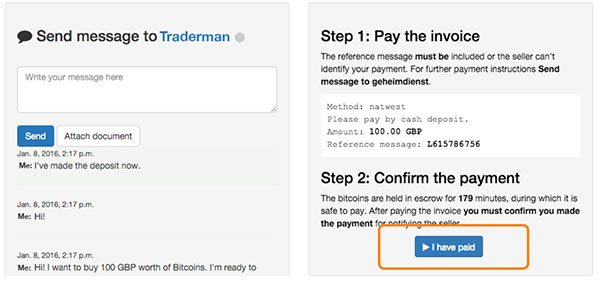 Send message to Traderman
Write your message here
Send
Attach document
Jan. 8, 2016, 2:17 p.m.
Me: I've made the deposit now.
Jan. 8, 2016, 2:17 p.m.
Me: Hi!
Jan. 8, 2016, 2:17 p.m.
Me: Hi! I want to buy 100 GBP worth of Bitcoins. I'm ready to
Step 1: Pay the invoice
The reference message must be included or the seller can't
identify your payment. For further payment instructions Send
message to geheimdienst.
Method: natwest
Please pay by cash deposit.
Amount: 100.00 GBP
Reference message: L615786756
Step 2: Confirm the payment
The bitcoins are held in escrow for 179 minutes, during which it is
safe to pay. After paying the invoice you must confirm you made
the payment for notifying the seller.
I have paid